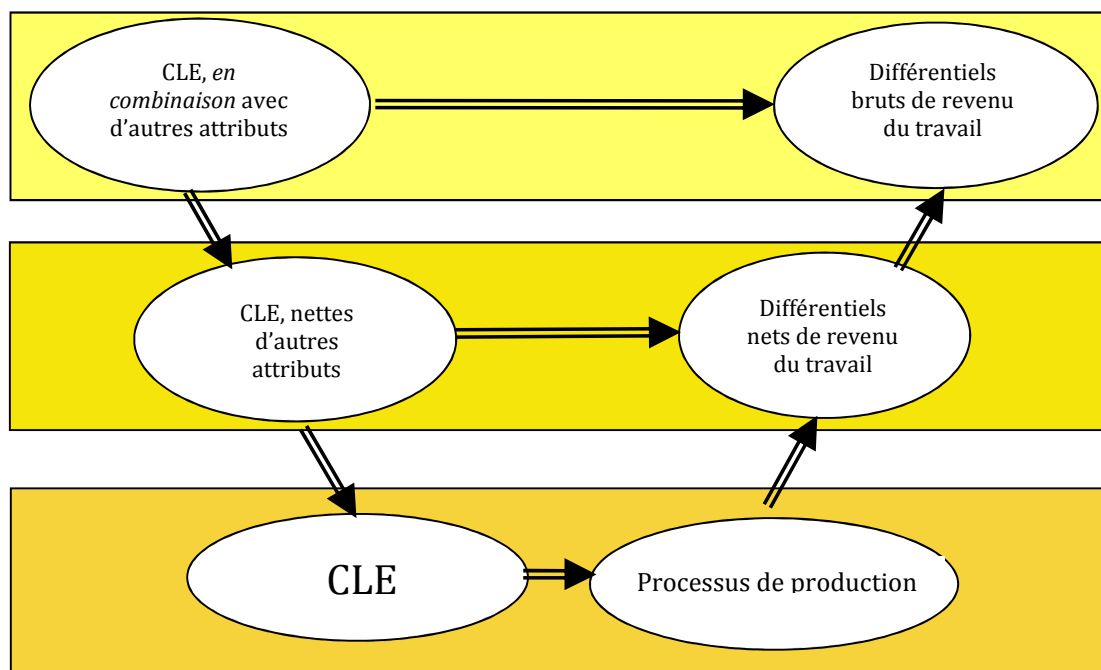 CLE, en
combinaison avec
d’autres attributs
Différentiels
bruts de revenu
du travail
CLE, nettes
d’autres
attributs
Différentiels
nets de revenu
du travail
CLE
Processus de production